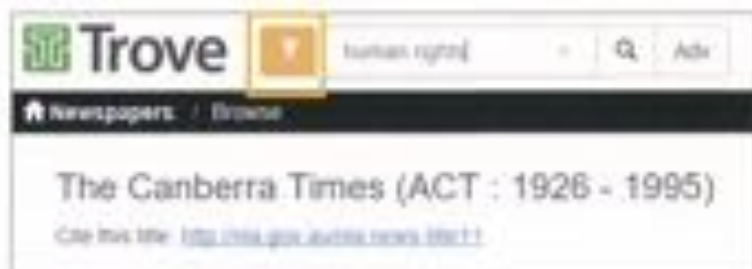 Trove human rights Adv
Newspapers / Browse
The Canberra Times (ACT : 1926 - 1995)
Cite this title: